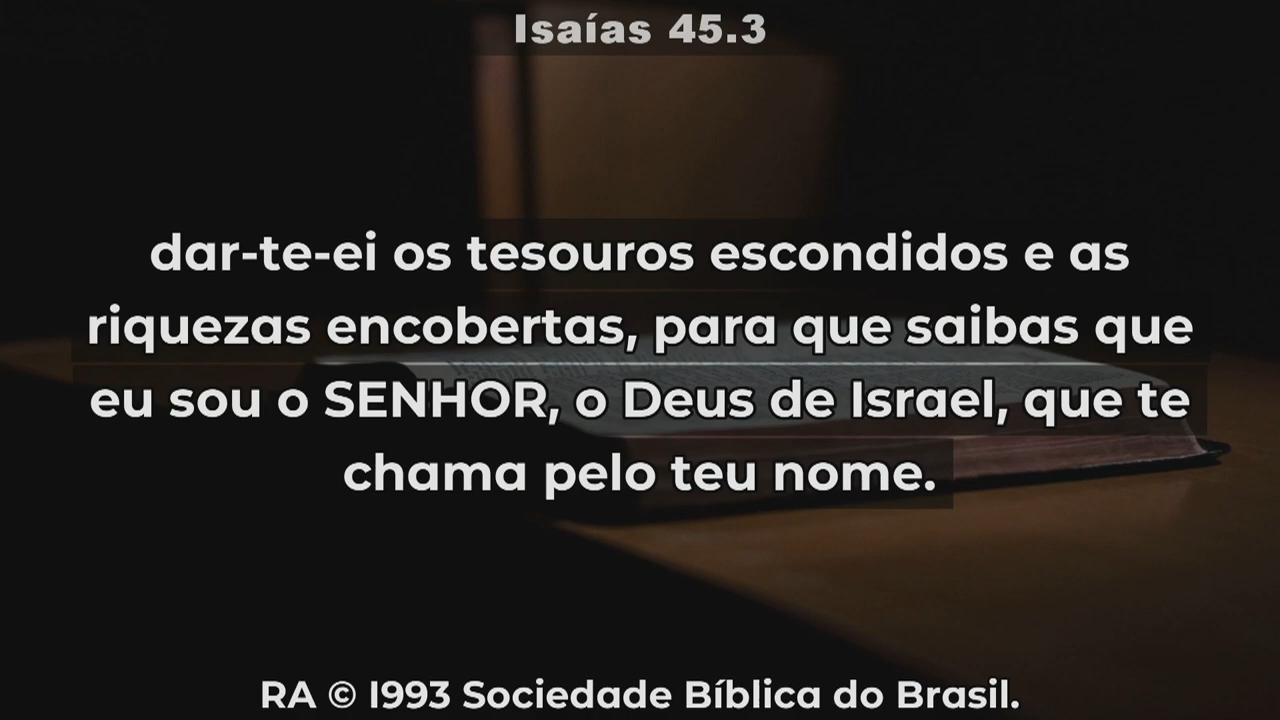 Isaías 45.3
dar-te-ei os tesouros escondidos e as
riquezas encobertas, para que saibas que
eu sou o SENHOR, o Deus de Israel, que te
chama pelo teu nome.
RA © 1993 Sociedade Bíblica do Brasil.